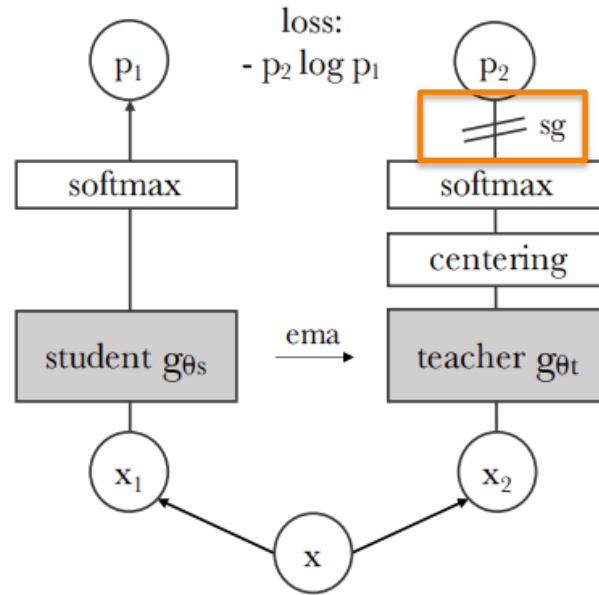 loss:
p₁ - p₂ log p₁ p₂
sg
softmax softmax
centering
student gθs ema teacher gθt
x₁ x₂
x